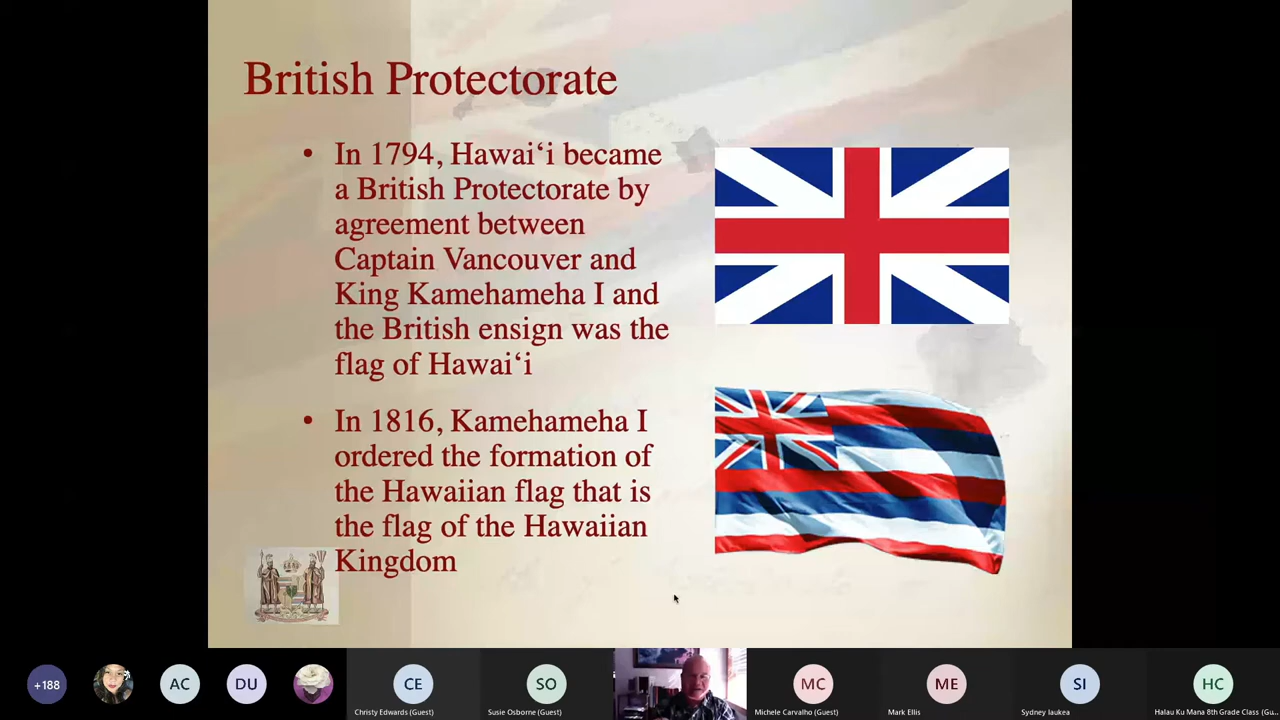 British Protectorate
• In 1794, Hawai‘i became
a British Protectorate by
agreement between
Captain Vancouver and
King Kamehameha I and
the British ensign was the
flag of Hawai‘i
• In 1816, Kamehameha I
ordered the formation of
the Hawaiian flag that is
the flag of the Hawaiian
Kingdom
+188
AC
DU
CE
SO
MC
ME
SI
HC
Christy Edwards (Guest)
Susie Osborne (Guest)
Michele Carvalho (Guest)
Mark Ellis
Sydney Iaukea
Halau Ku Mana 8th Grade Class (Gu...